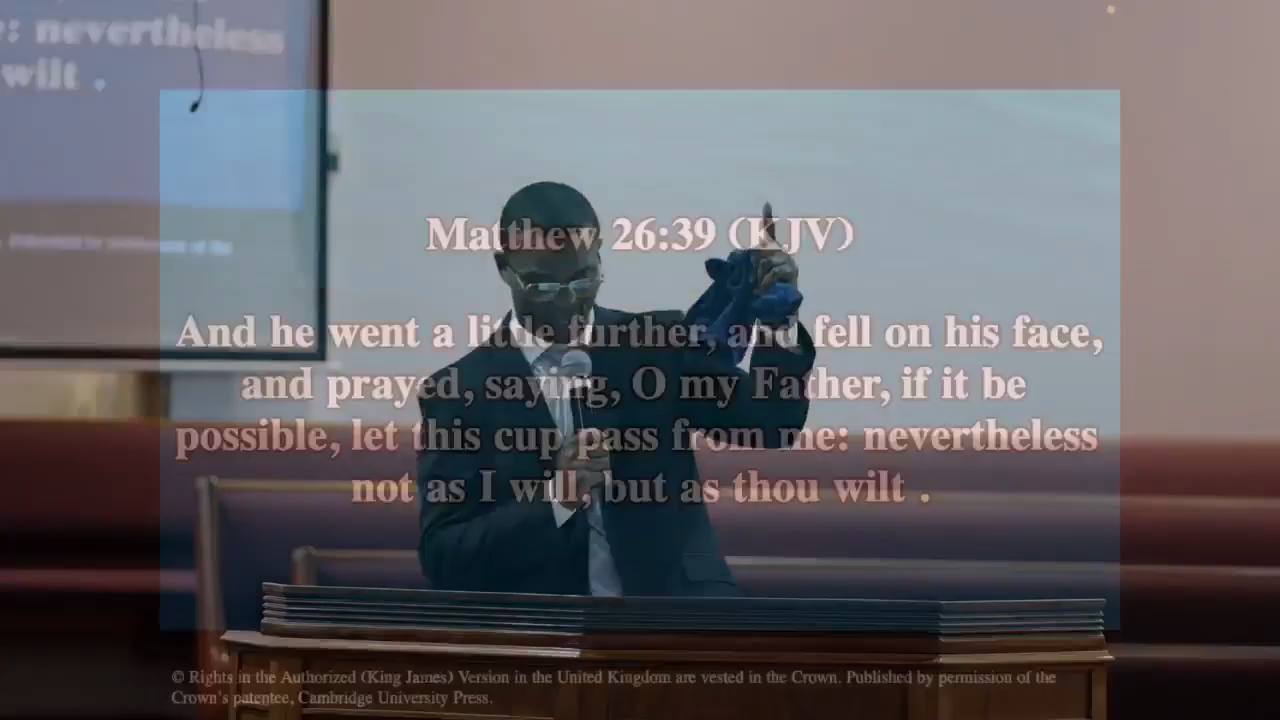 : nevertheless
wilt .
Matthew 26:39 (KJV)
And he went a little further, and fell on his face,
and prayed, saying, O my Father, if it be
possible, let this cup pass from me: nevertheless
not as I will, but as thou wilt .
© Rights in the Authorized (King James) Version in the United Kingdom are vested in the Crown. Published by permission of the
Crown's patentee, Cambridge University Press.